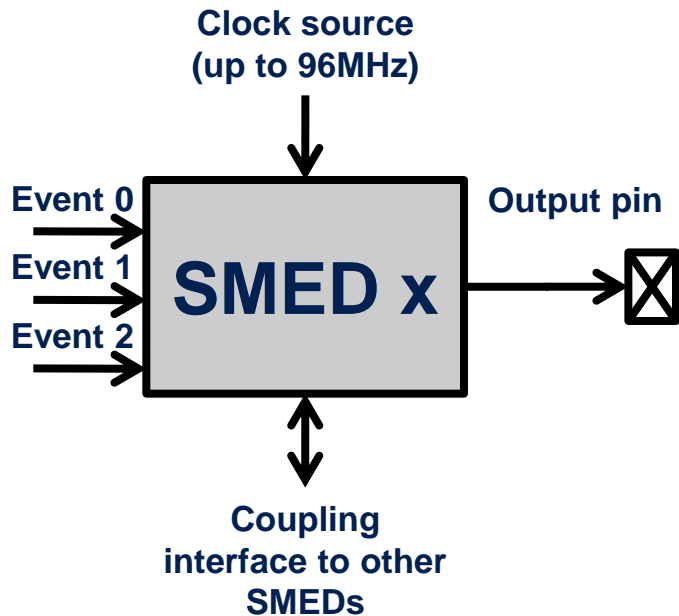 Clock source
(up to 96MHz)
Event 0
Output pin
SMED x
Event 1
Event 2
Coupling
interface to other
SMEDs